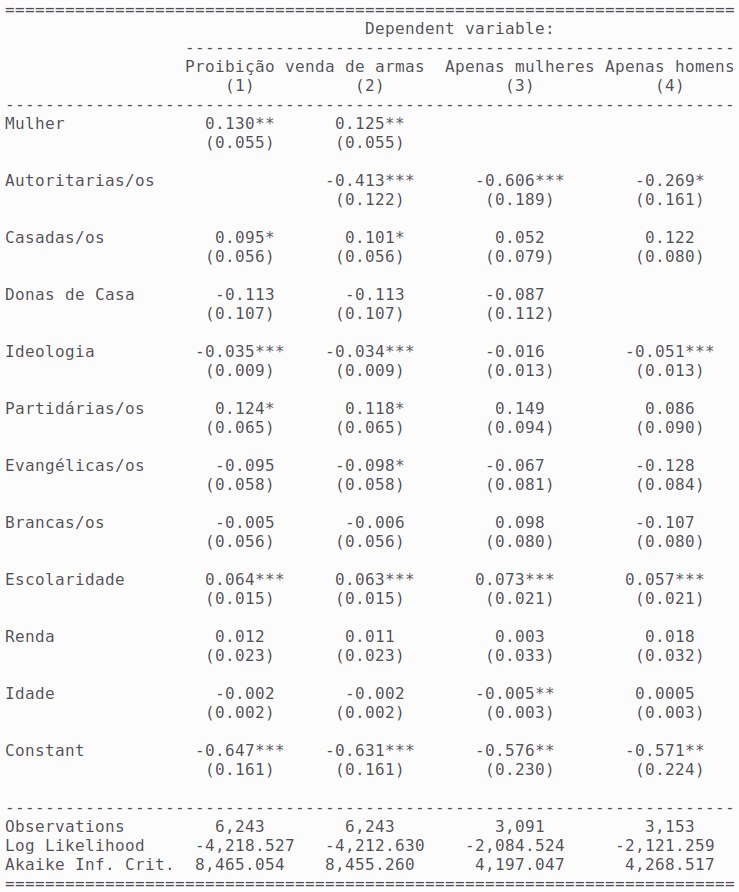 Dependent variable:
Proibição venda de armas Apenas mulheres Apenas homens
(1) (2) (3) (4)
Mulher 0.130** 0.125**
(0.055) (0.055)
Autoritarias/os -0.413*** -0.606*** -0.269*
(0.122) (0.189) (0.161)
Casadas/os 0.095* 0.101* 0.052 0.122
(0.056) (0.056) (0.079) (0.080)
Donas de Casa -0.113 -0.113 -0.087
(0.107) (0.107) (0.112)
Ideologia -0.035*** -0.034*** -0.016 -0.051***
(0.009) (0.009) (0.013) (0.013)
Partidárias/os 0.124* 0.118* 0.149 0.086
(0.065) (0.065) (0.094) (0.090)
Evangélicas/os -0.095 -0.098* -0.067 -0.128
(0.058) (0.058) (0.081) (0.084)
Brancas/os -0.005 -0.006 0.098 -0.107
(0.056) (0.056) (0.080) (0.080)
Escolaridade 0.064*** 0.063*** 0.073*** 0.057***
(0.015) (0.015) (0.021) (0.021)
Renda 0.012 0.011 0.003 0.018
(0.023) (0.023) (0.033) (0.032)
Idade -0.002 -0.002 -0.005** 0.0005
(0.002) (0.002) (0.003) (0.003)
Constant -0.647*** -0.631*** -0.576** -0.571**
(0.161) (0.161) (0.230) (0.224)
Observations 6,243 6,243 3,091 3,153
Log Likelihood -4,218.527 -4,212.630 -2,084.524 -2,121.259
Akaike Inf. Crit. 8,465.054 8,455.260 4,197.047 4,268.517